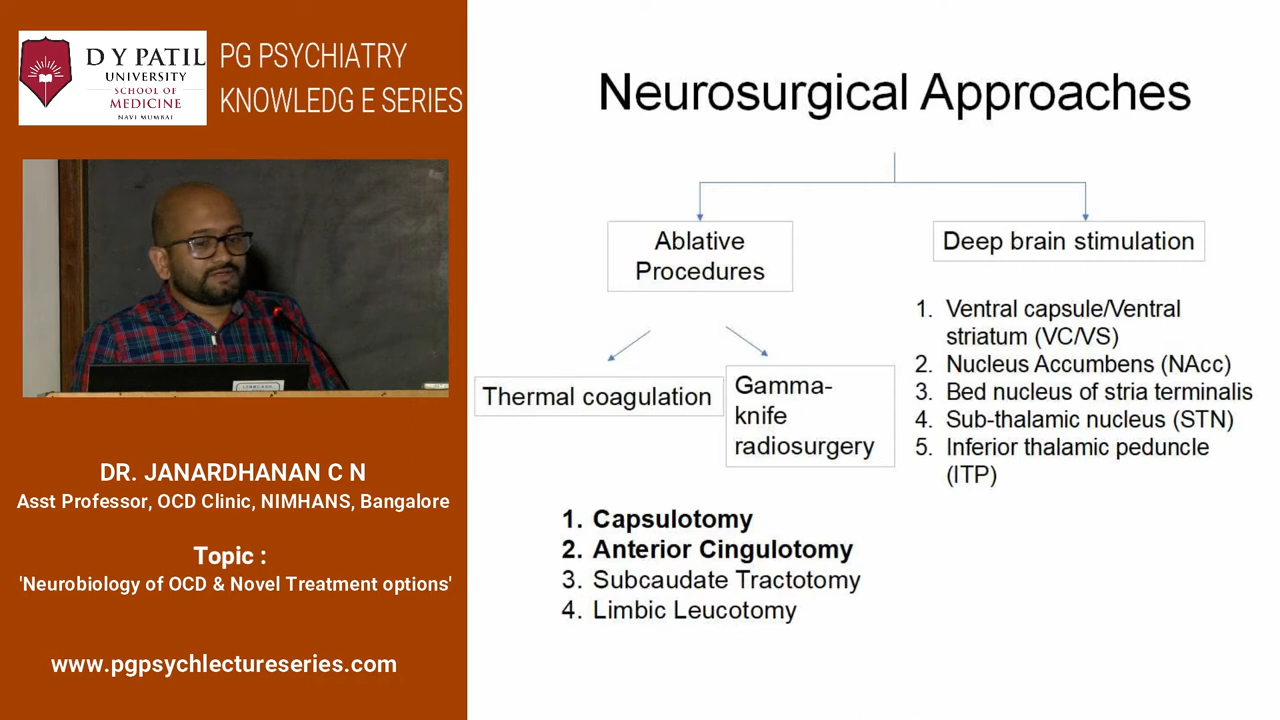 D Y PATIL
UNIVERSITY
SCHOOL OF
MEDICINE
NAVI MUMBAI
PG PSYCHIATRY
KNOWLEDG E SERIES
DR. JANARDHANAN C N
Asst Professor, OCD Clinic, NIMHANS, Bangalore
Topic :
'Neurobiology of OCD & Novel Treatment options'
www.pgpsychlectureseries.com
Neurosurgical Approaches
Ablative
Procedures
Deep brain stimulation
Thermal coagulation
Gamma-
knife
radiosurgery
1. Ventral capsule/Ventral
striatum (VC/VS)
2. Nucleus Accumbens (NAcc)
3. Bed nucleus of stria terminalis
4. Sub-thalamic nucleus (STN)
5. Inferior thalamic peduncle
(ITP)
1. Capsulotomy
2. Anterior Cingulotomy
3. Subcaudate Tractotomy
4. Limbic Leucotomy